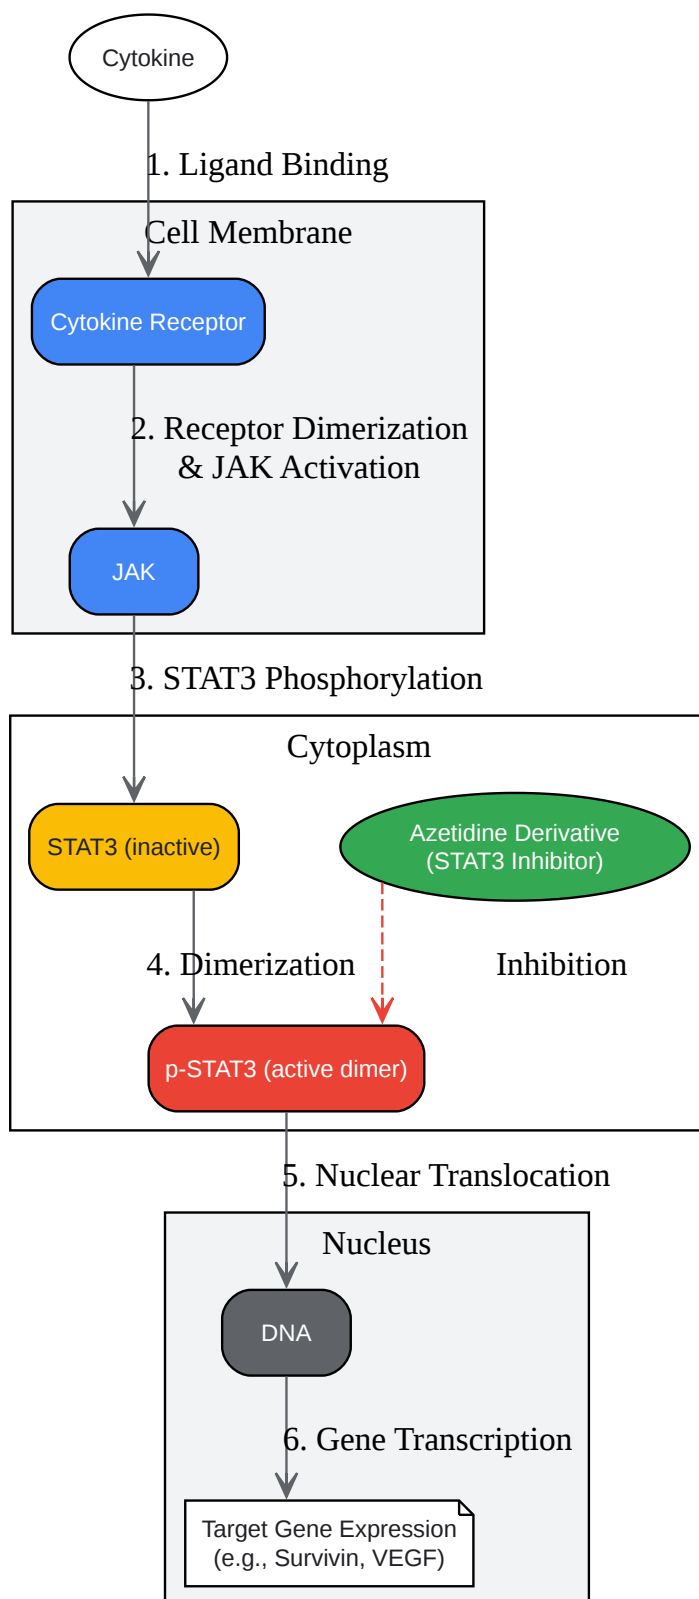 Cytokine
1. Ligand Binding
Cell Membrane
Cytokine Receptor
2. Receptor Dimerization
& JAK Activation
JAK
3. STAT3 Phosphorylation
Cytoplasm
STAT3 (inactive)
Azetidine Derivative
(STAT3 Inhibitor)
4. Dimerization
Inhibition
p-STAT3 (active dimer)
5. Nuclear Translocation
Nucleus
DNA
6. Gene Transcription
Target Gene Expression
(e.g., Survivin, VEGF)